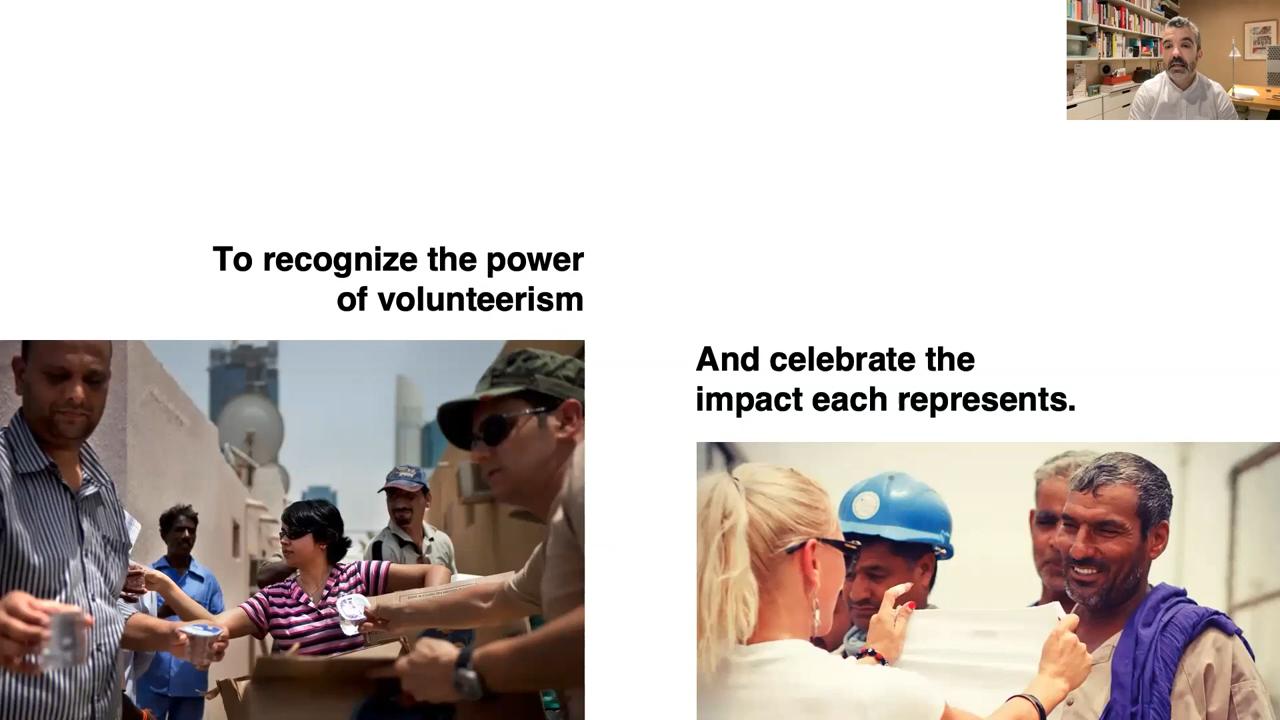 To recognize the power
of volunteerism
And celebrate the
impact each represents.